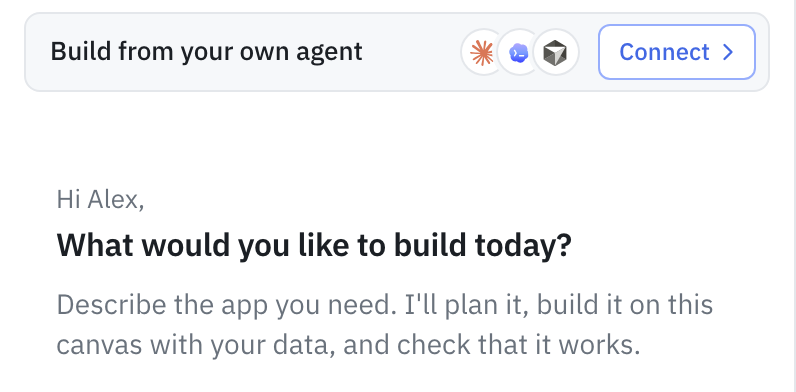 Build from your own agent
Connect
Hi Alex,
What would you like to build today?
Describe the app you need. I'll plan it, build it on this
canvas with your data, and check that it works.